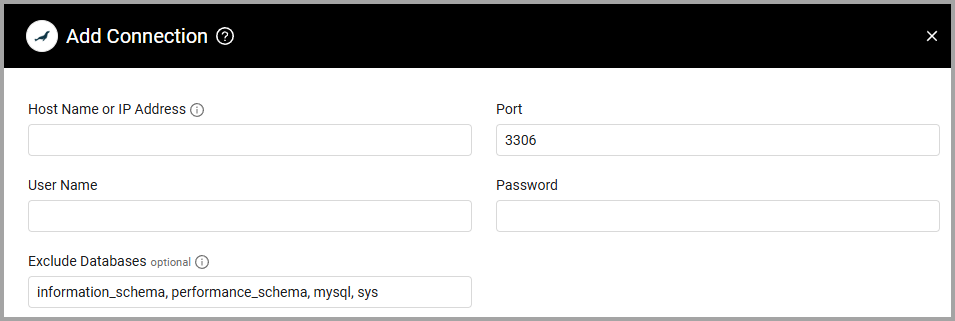 Add Connection
Host Name or IP Address
Port
3306
User Name
Password
Exclude Databases optional
information_schema, performance_schema, mysql, sys